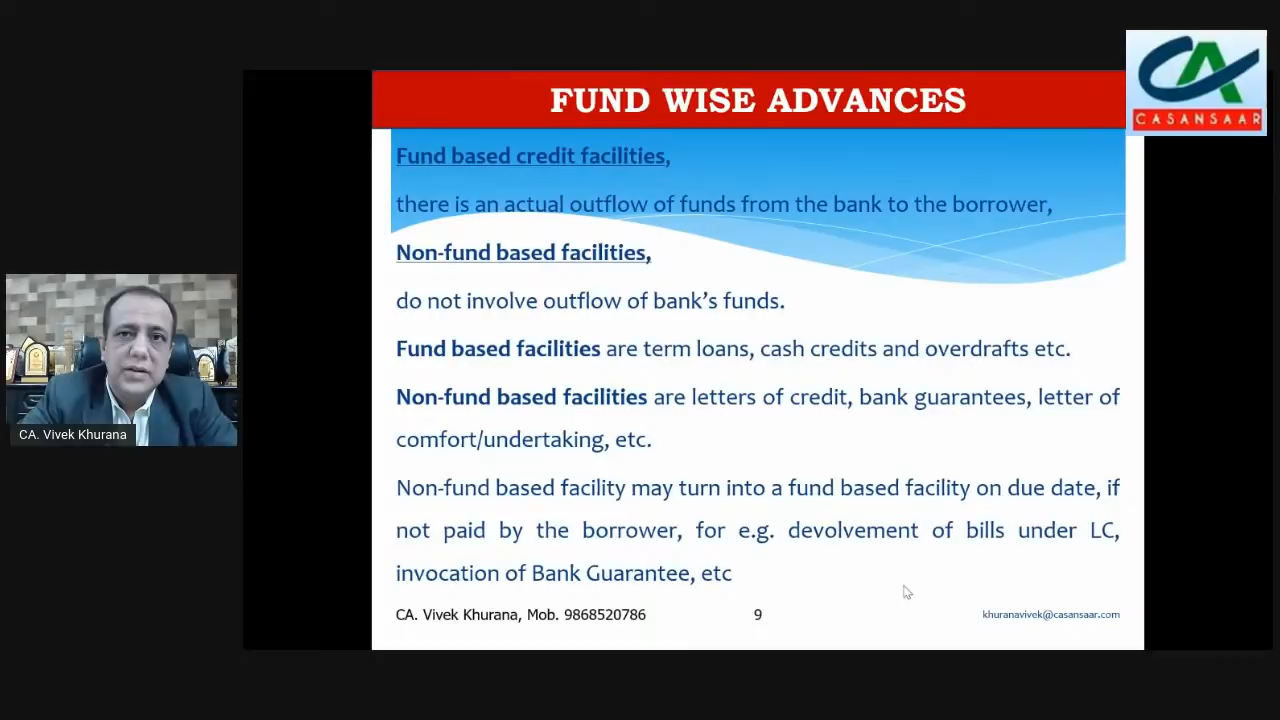 FUND WISE ADVANCES
CA
CASANSAAR
Fund based credit facilities,
there is an actual outflow of funds from the bank to the borrower,
Non-fund based facilities,
do not involve outflow of bank's funds.
Fund based facilities are term loans, cash credits and overdrafts etc.
Non-fund based facilities are letters of credit, bank guarantees, letter of
comfort/undertaking, etc.
Non-fund based facility may turn into a fund based facility on due date, if
not paid by the borrower, for e.g. devolvement of bills under LC,
invocation of Bank Guarantee, etc
CA. Vivek Khurana, Mob. 9868520786
9
khuranavivek@casansaar.com
CA. Vivek Khurana